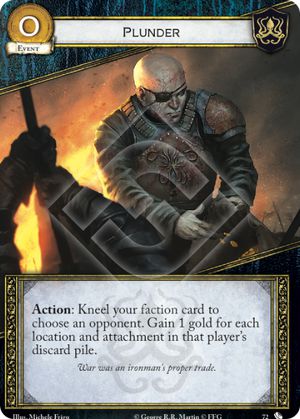 O
Event
Plunder
Action: Kneel your faction card to
choose an opponent. Gain 1 gold for each
location and attachment in that player's
discard pile.
War was an ironman's proper trade.
Illus. Michele Frigo © George R.R. Martin © FFG 72